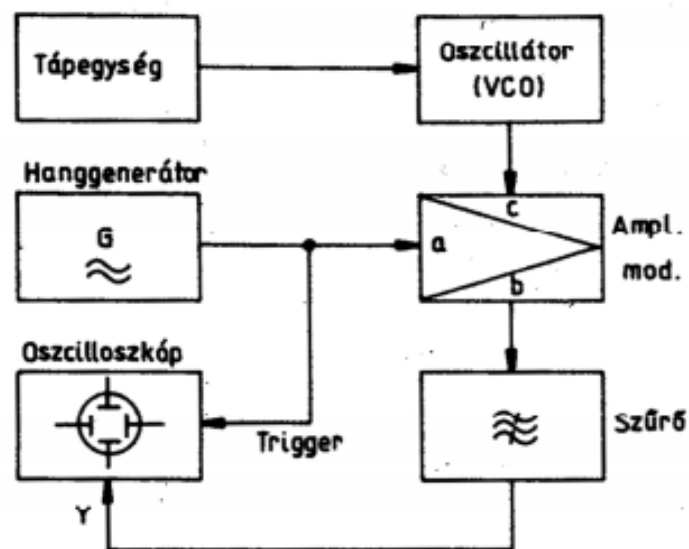 Tápegység
Oszcillátor
(VCO)
Hanggenerátor
G
a
c
b
Ampl.
mod.
Oszcilloszkóp
Trigger
Szűrő
Y